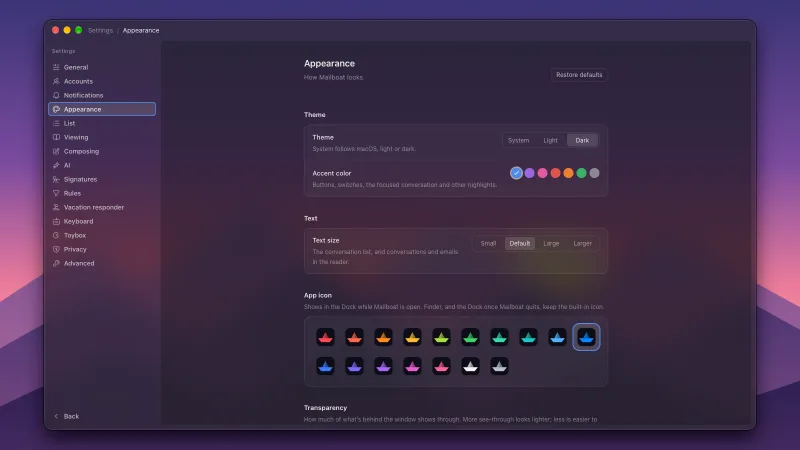 Settings / Appearance
Settings
General
Accounts
Notifications
Appearance
List
Viewing
Composing
AI
Signatures
Rules
Vacation responder
Keyboard
Toybox
Privacy
Advanced
Back
Appearance
How Mailboat looks.
Restore defaults
Theme
Theme
System follows macOS, light or dark.
System Light Dark
Accent color
Buttons, switches, the focused conversation and other highlights.
Text
Text size
The conversation list, and conversations and emails
in the reader.
Small Default Large Larger
App icon
Shows in the Dock while Mailboat is open. Finder, and the Dock once Mailboat quits, keep the built-in icon.
Transparency
How much of what's behind the window shows through. More see-through looks lighter; less is easier to